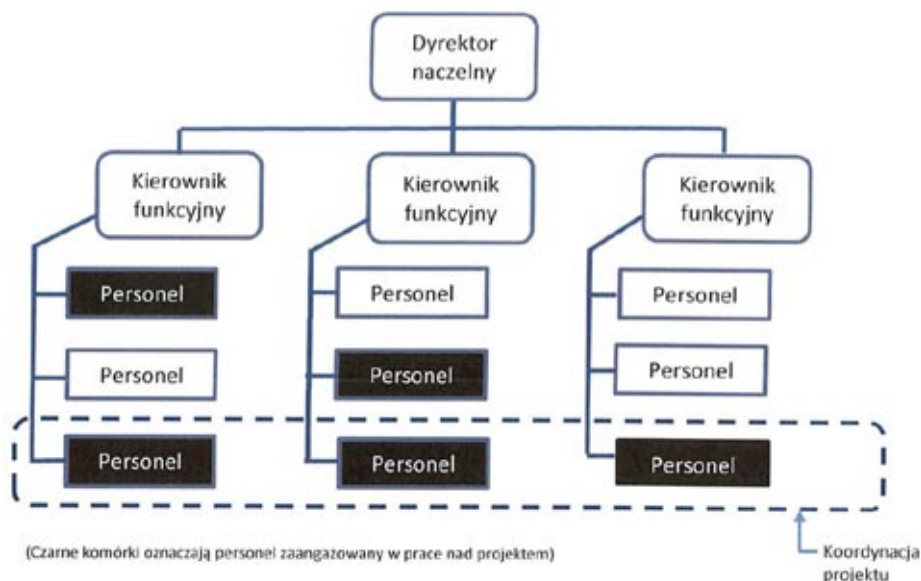 Dyrektor
naczelny
Kierownik
funkcyjny
Kierownik
funkcyjny
Kierownik
funkcyjny
Personel
Personel
Personel
Personel
Personel
Personel
Personel
Personel
Personel
(Czarne komórki oznaczają personel zaangazowany w prace nad projektem)
Koordynacja
projektu